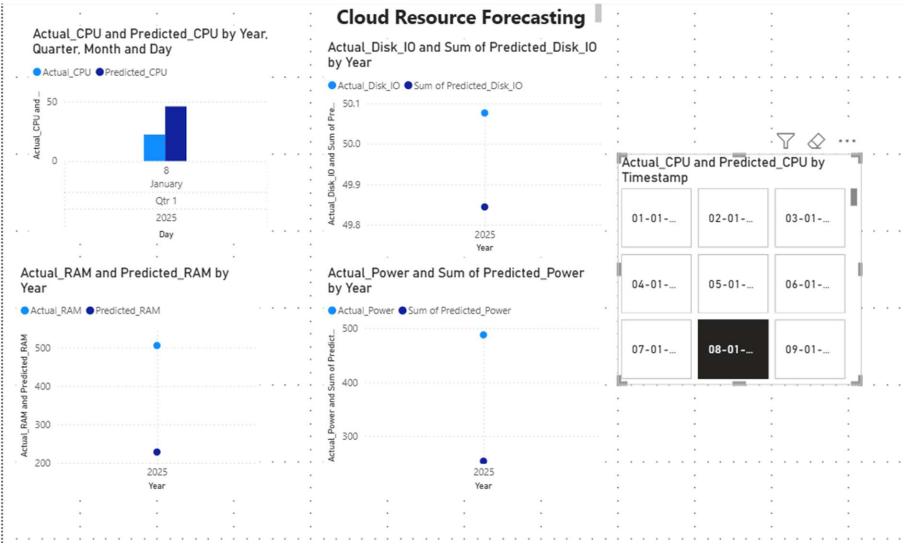 Cloud Resource Forecasting
Actual_CPU and Predicted_CPU by Year,
Quarter, Month and Day
Actual_CPU Predicted_CPU
Actual_CPU and ...
50
0
8
January
Qtr 1
2025
Day
Actual_Disk_IO and Sum of Predicted_Disk_IO
by Year
Actual_Disk_IO Sum of Predicted_Disk_IO
Actual_Disk_IO and Sum of Pre...
50.1
50.0
49.9
49.8
2025
Year
Actual_RAM and Predicted_RAM by
Year
Actual_RAM Predicted_RAM
Actual_RAM and Predicted_RAM
500
400
300
200
2025
Year
Actual_Power and Sum of Predicted_Power
by Year
Actual_Power Sum of Predicted_Power
Actual_Power and Sum of Predict...
500
400
300
2025
Year
Actual_CPU and Predicted_CPU by
Timestamp
01-01-... 02-01-... 03-01-...
04-01-... 05-01-... 06-01-...
07-01-... 08-01-... 09-01-...